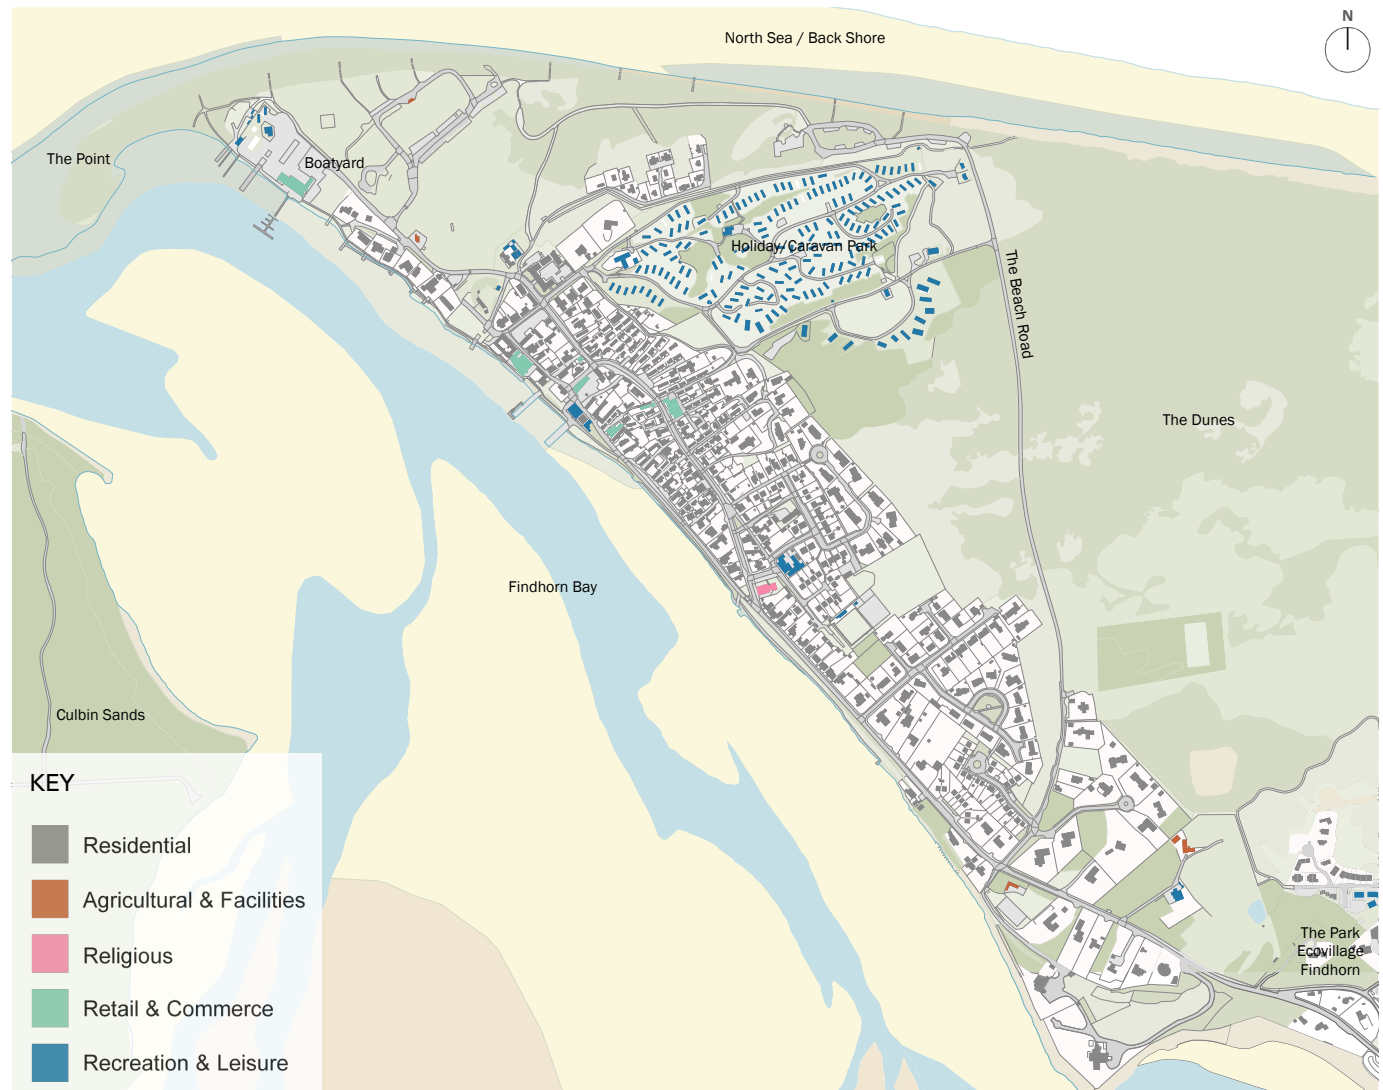 N
North Sea / Back Shore
The Point
Boatyard
Holiday/Caravan Park
The Beach Road
The Dunes
Findhorn Bay
Culbin Sands
The Park
Ecovillage
Findhorn
KEY
Residential
Agricultural & Facilities
Religious
Retail & Commerce
Recreation & Leisure